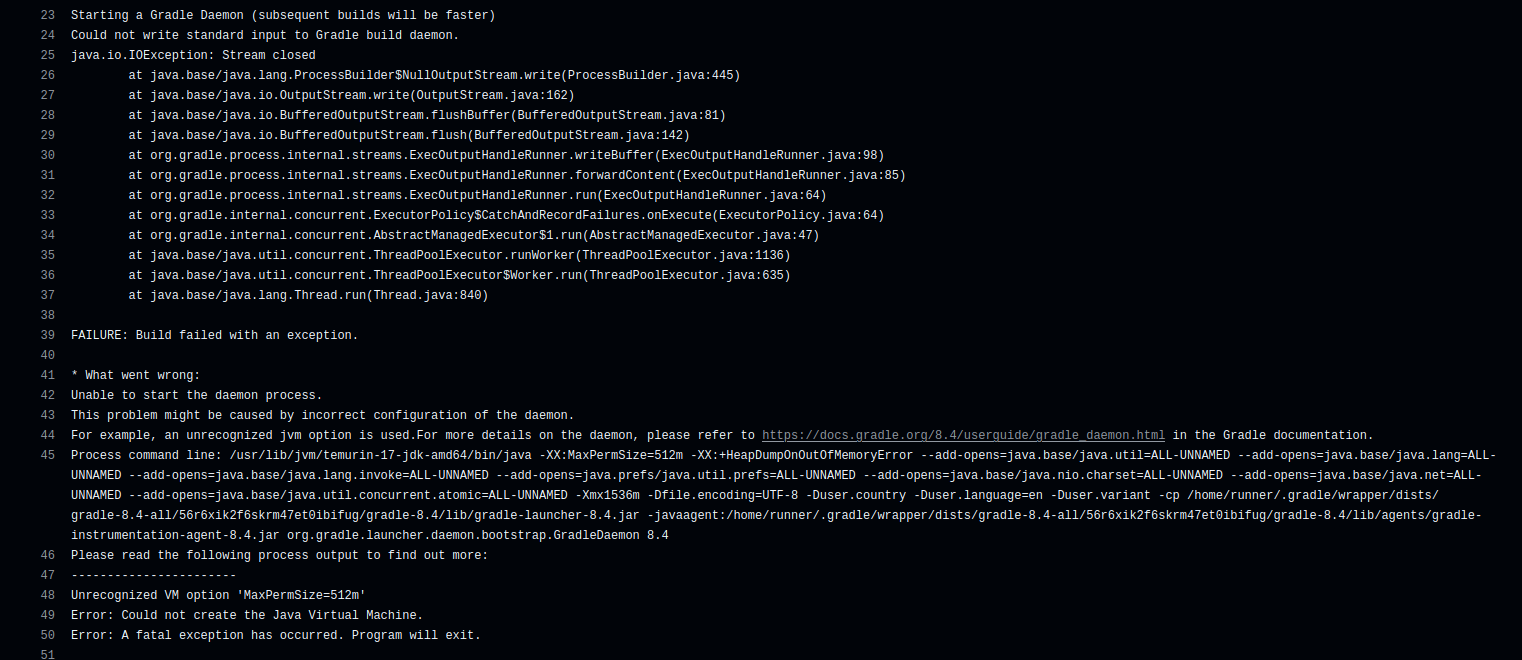 23 Starting a Gradle Daemon (subsequent builds will be faster)
24 Could not write standard input to Gradle build daemon.
25 java.io.IOException: Stream closed
26 at java.base/java.lang.ProcessBuilder$NullOutputStream.write(ProcessBuilder.java:445)
27 at java.base/java.io.OutputStream.write(OutputStream.java:162)
28 at java.base/java.io.BufferedOutputStream.flushBuffer(BufferedOutputStream.java:81)
29 at java.base/java.io.BufferedOutputStream.flush(BufferedOutputStream.java:142)
30 at org.gradle.process.internal.streams.ExecOutputHandleRunner.writeBuffer(ExecOutputHandleRunner.java:98)
31 at org.gradle.process.internal.streams.ExecOutputHandleRunner.forwardContent(ExecOutputHandleRunner.java:85)
32 at org.gradle.process.internal.streams.ExecOutputHandleRunner.run(ExecOutputHandleRunner.java:64)
33 at org.gradle.internal.concurrent.ExecutorPolicy$CatchAndRecordFailures.onExecute(ExecutorPolicy.java:64)
34 at org.gradle.internal.concurrent.AbstractManagedExecutor$1.run(AbstractManagedExecutor.java:47)
35 at java.base/java.util.concurrent.ThreadPoolExecutor.runWorker(ThreadPoolExecutor.java:1136)
36 at java.base/java.util.concurrent.ThreadPoolExecutor$Worker.run(ThreadPoolExecutor.java:635)
37 at java.base/java.lang.Thread.run(Thread.java:840)
38
39 FAILURE: Build failed with an exception.
40
41 * What went wrong:
42 Unable to start the daemon process.
43 This problem might be caused by incorrect configuration of the daemon.
44 For example, an unrecognized jvm option is used.For more details on the daemon, please refer to https://docs.gradle.org/8.4/userguide/gradle_daemon.html in the Gradle documentation.
45 Process command line: /usr/lib/jvm/temurin-17-jdk-amd64/bin/java -XX:MaxPermSize=512m -XX:+HeapDumpOnOutOfMemoryError --add-opens=java.base/java.util=ALL-UNNAMED --add-opens=java.base/java.lang=ALL-
UNNAMED --add-opens=java.base/java.lang.invoke=ALL-UNNAMED --add-opens=java.prefs/java.util.prefs=ALL-UNNAMED --add-opens=java.base/java.nio.charset=ALL-UNNAMED --add-opens=java.base/java.net=ALL-
UNNAMED --add-opens=java.base/java.util.concurrent.atomic=ALL-UNNAMED -Xmx1536m -Dfile.encoding=UTF-8 -Duser.country -Duser.language=en -Duser.variant -cp /home/runner/.gradle/wrapper/dists/
gradle-8.4-all/56r6xik2f6skrm47et0ibifug/gradle-8.4/lib/gradle-launcher-8.4.jar -javaagent:/home/runner/.gradle/wrapper/dists/gradle-8.4-all/56r6xik2f6skrm47et0ibifug/gradle-8.4/lib/agents/gradle-
instrumentation-agent-8.4.jar org.gradle.launcher.daemon.bootstrap.GradleDaemon 8.4
46 Please read the following process output to find out more:
47 -----------------------
48 Unrecognized VM option 'MaxPermSize=512m'
49 Error: Could not create the Java Virtual Machine.
50 Error: A fatal exception has occurred. Program will exit.
51